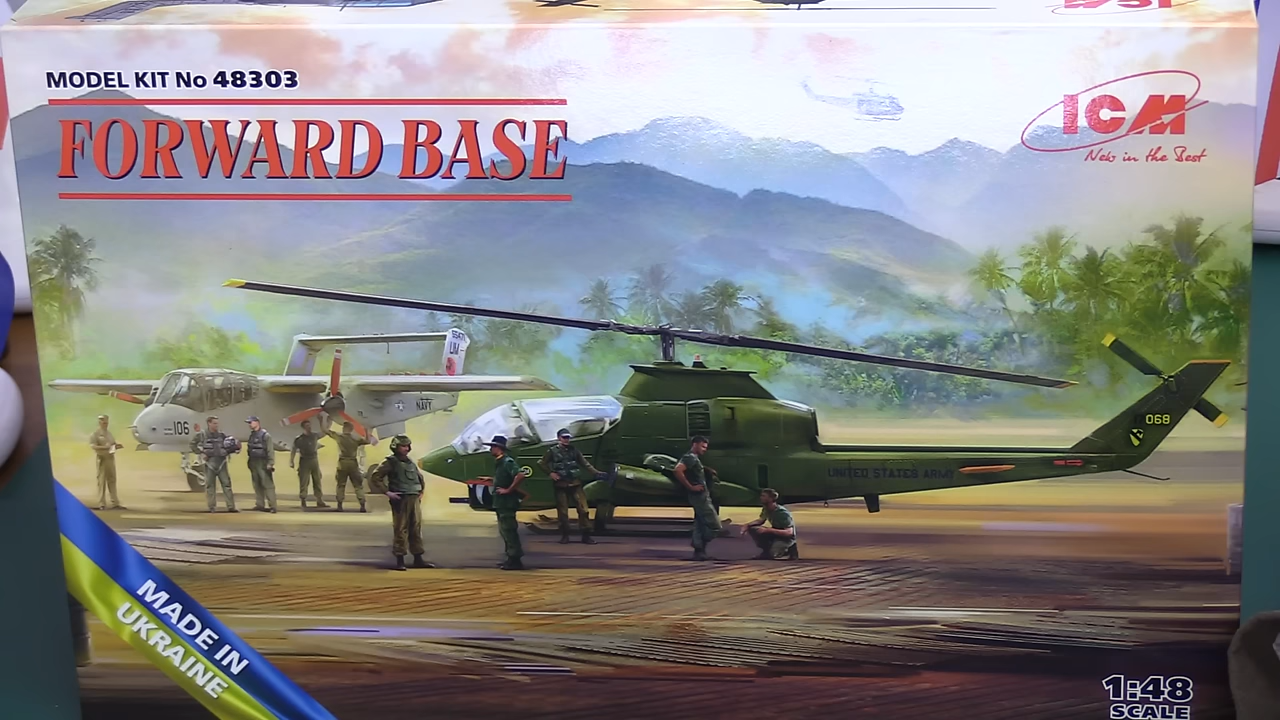 MODEL KIT No 48303
FORWARD BASE
ICM
New in the Best
106
NAVY
UM
UNITED STATES ARMY
068
MADE IN
UKRAINE
1:48
SCALE